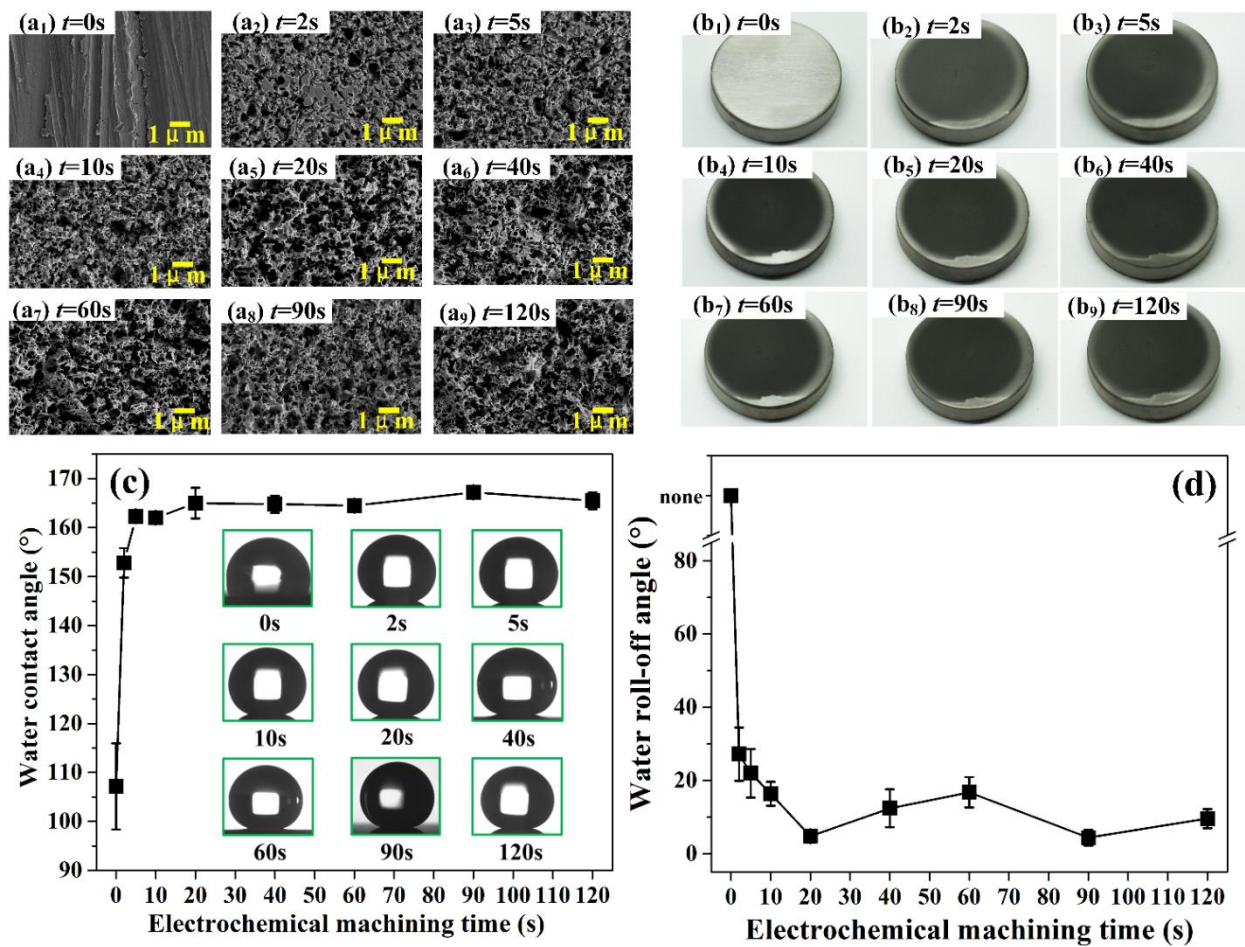 (a₁) t=0s
(a₂) t=2s
(a₃) t=5s
1 μm
1 μm
1 μm
(a₄) t=10s
(a₅) t=20s
(a₆) t=40s
1 μm
1 μm
1 μm
(a₇) t=60s
(a₈) t=90s
(a₉) t=120s
1 μm
1 μm
1 μm
(b₁) t=0s
(b₂) t=2s
(b₃) t=5s
(b₄) t=10s
(b₅) t=20s
(b₆) t=40s
(b₇) t=60s
(b₈) t=90s
(b₉) t=120s
(c)
Water contact angle (°)
170
160
150
140
130
120
110
100
90
0s
2s
5s
10s
20s
40s
60s
90s
120s
0 10 20 30 40 50 60 70 80 90 100 110 120
Electrochemical machining time (s)
(d)
Water roll-off angle (°)
none
80
60
40
20
0
0 10 20 30 40 50 60 70 80 90 100 110 120
Electrochemical machining time (s)